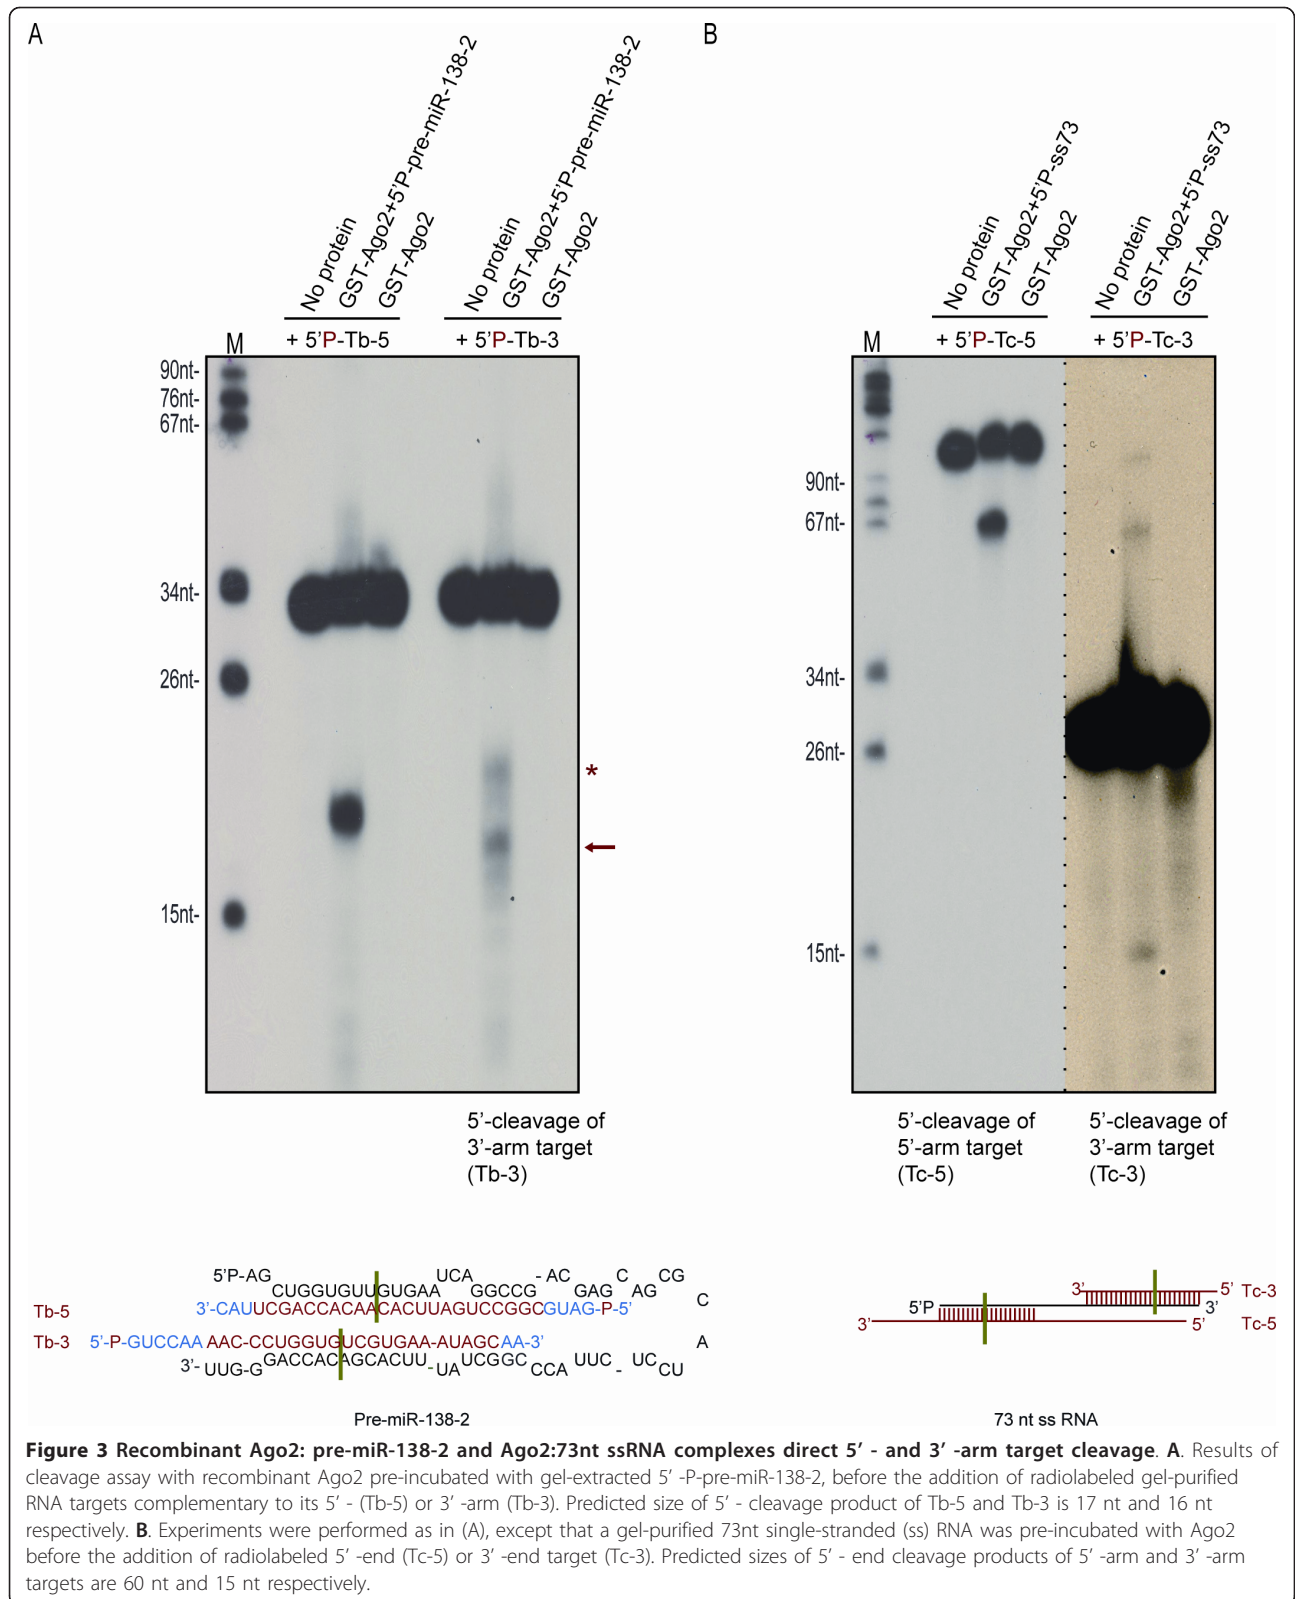 A
B
No protein
GST-Ago2+5'P-pre-miR-138-2
GST-Ago2
No protein
GST-Ago2+5'P-pre-miR-138-2
GST-Ago2
No protein
GST-Ago2+5'P-ss73
GST-Ago2
No protein
GST-Ago2+5'P-ss73
GST-Ago2
M
+ 5'P-Tb-5
+ 5'P-Tb-3
M
+ 5'P-Tc-5
+ 5'P-Tc-3
90nt-
76nt-
67nt-
34nt-
26nt-
15nt-
*
90nt-
67nt-
34nt-
26nt-
15nt-
5'-cleavage of
3'-arm target
(Tb-3)
5'-cleavage of
5'-arm target
(Tc-5)
5'-cleavage of
3'-arm target
(Tc-3)
5'P-AG UCA - AC C CG
CUGGUGUUGUGAA GGCCG GAG AG
C
Tb-5 3'-CAUUCGACCACAACACUUAGUCCGGCGUAG-P-5'
Tb-3 5'-P-GUCCAA AAC-CCUGGUGUCGUGAA-AUAGCAA-3' A
3'- UUG-GGACCACAGCACUU-UAUCGGC CCA UUC - UC CU
Pre-miR-138-2
3' 5' Tc-3
5'P 3'
3' 5' Tc-5
73 nt ss RNA
Figure 3 Recombinant Ago2: pre-miR-138-2 and Ago2:73nt ssRNA complexes direct 5' - and 3' -arm target cleavage. A. Results of
cleavage assay with recombinant Ago2 pre-incubated with gel-extracted 5' -P-pre-miR-138-2, before the addition of radiolabeled gel-purified
RNA targets complementary to its 5' - (Tb-5) or 3' -arm (Tb-3). Predicted size of 5' - cleavage product of Tb-5 and Tb-3 is 17 nt and 16 nt
respectively. B. Experiments were performed as in (A), except that a gel-purified 73nt single-stranded (ss) RNA was pre-incubated with Ago2
before the addition of radiolabeled 5' -end (Tc-5) or 3' -end target (Tc-3). Predicted sizes of 5' - end cleavage products of 5' -arm and 3' -arm
targets are 60 nt and 15 nt respectively.